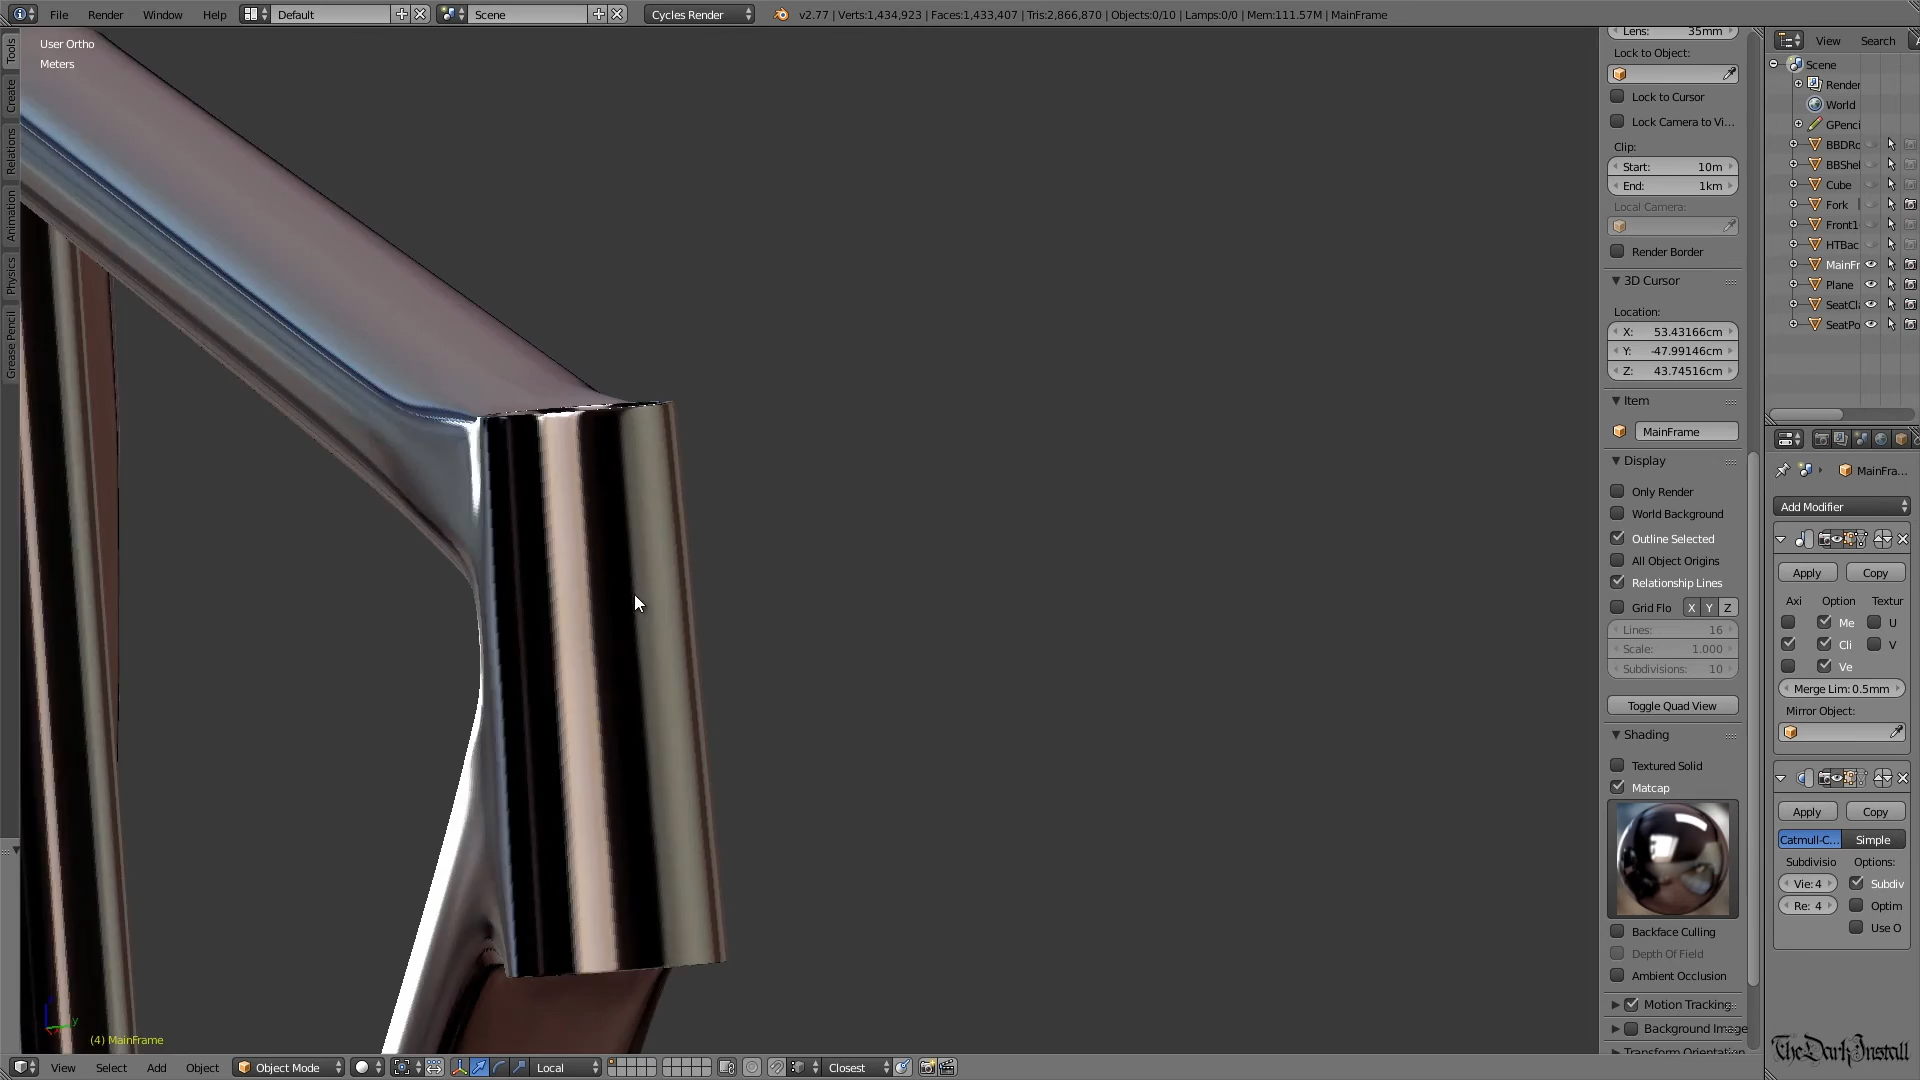 File Render Window Help Default Scene Cycles Render v2.77 | Verts:1,434,923 | Faces:1,433,407 | Tris:2,866,870 | Objects:0/10 | Lamps:0/0 | Mem:111.57M | MainFrame
User Ortho
Meters
Tools
Create
Relations
Animation
Physics
Grease Pencil
Lens: 35mm
Lock to Object:
Lock to Cursor
Lock Camera to Vi...
Clip:
Start: 10m
End: 1km
Local Camera:
Render Border
3D Cursor
Location:
X: 53.43166cm
Y: -47.99146cm
Z: 43.74516cm
Item
MainFrame
Display
Only Render
World Background
Outline Selected
All Object Origins
Relationship Lines
Grid Flo X Y Z
Lines: 16
Scale: 1.000
Subdivisions: 10
Toggle Quad View
Shading
Textured Solid
Matcap
Backface Culling
Depth Of Field
Ambient Occlusion
Motion Tracking
Background Image
Transform Orientation
View Search
Scene
Render
World
GPenci
BBDRo
BBShel
Cube
Fork
Front1
HTBac
MainFr
Plane
SeatCl
SeatPo
MainFra...
Add Modifier
Apply Copy
Axi Option Textur
Me U
Cli V
Ve
Merge Lim: 0.5mm
Mirror Object:
Apply Copy
Catmull-C... Simple
Subdivisio Options:
Vie: 4 Subdiv
Re: 4 Optim
Use O
TheDarkInstall
y
(4) MainFrame
View Select Add Object Object Mode Local Closest